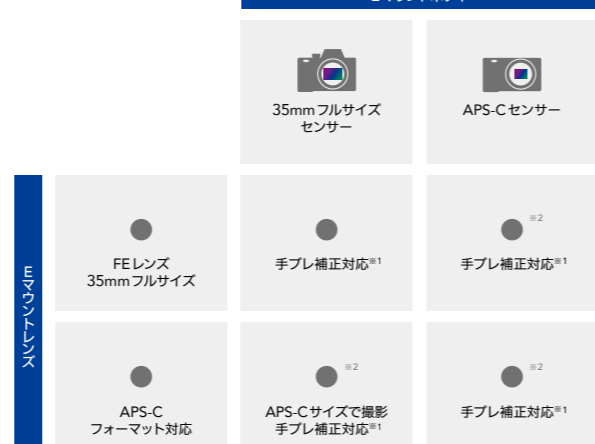 35mmフルサイズ
センサー
APS-Cセンサー
Eマウントレンズ
FEレンズ
35mmフルサイズ
手ブレ補正対応※1
※2
手ブレ補正対応※1
APS-C
フォーマット対応
※2
APS-Cサイズで撮影
手ブレ補正対応※1
※2
手ブレ補正対応※1